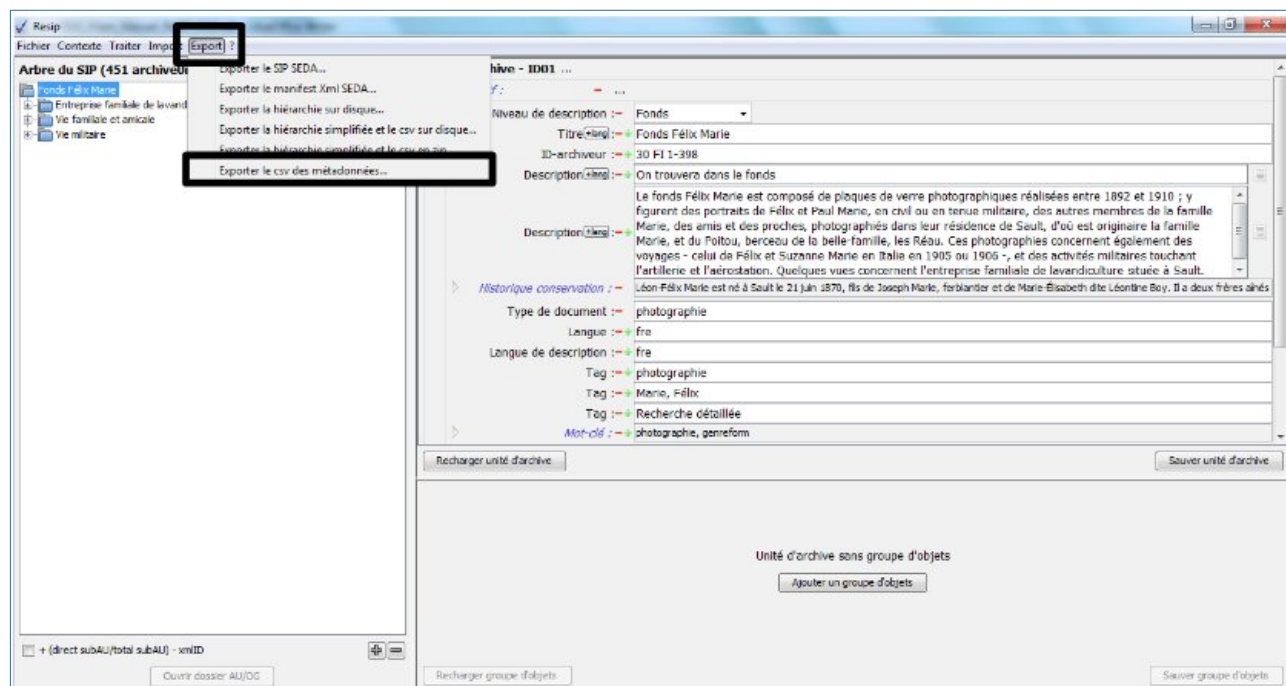 Resip
Fichier Contexte Traiter Import Export ?
Exporter le SIP SEDA...
Exporter le manifest Xml SEDA...
Exporter la hiérarchie sur disque...
Exporter la hiérarchie simplifiée et le csv sur disque...
Exporter la hiérarchie simplifiée et le csv en zip
Exporter le csv des métadonnées...
Arbre du SIP (451 archiveU
Fonds Félix Marie
Entreprise familiale de lavand
Vie familiale et amicale
Vie militaire
+ (direct subAU/total subAU) - xmlID
Ouvrir dossier AU/OG
hive - ID01 ...
f : - ...
Niveau de description :- Fonds
Titre +lang :-+ Fonds Félix Marie
ID-archiveur :-+ 30 FI 1-398
Description +lang :-+ On trouvera dans le fonds
Description +lang :-+
Le fonds Félix Marie est composé de plaques de verre photographiques réalisées entre 1892 et 1910 ; y
figurent des portraits de Félix et Paul Marie, en civil ou en tenue militaire, des autres membres de la famille
Marie, des amis et des proches, photographiés dans leur résidence de Sault, d'où est originaire la famille
Marie, et du Poitou, berceau de la belle-famille, les Réau. Ces photographies concernent également des
voyages - celui de Félix et Suzanne Marie en Italie en 1905 ou 1906 -, et des activités militaires touchant
l'artillerie et l'aérostation. Quelques vues concernent l'entreprise familiale de lavandiculture située à Sault.
Historique conservation : - Léon-Félix Marie est né à Sault le 21 juin 1870, fils de Joseph Marie, ferblantier et de Marie-Élisabeth dite Léontine Boy. Il a deux frères aînés
Type de document :- photographie
Langue :-+ fre
Langue de description :-+ fre
Tag :-+ photographie
Tag :-+ Marie, Félix
Tag :-+ Recherche détaillée
Mot-clé : -+ photographie, genreform
Recharger unité d'archive
Sauver unité d'archive
Unité d'archive sans groupe d'objets
Ajouter un groupe d'objets
Recharger groupe d'objets
Sauver groupe d'objets